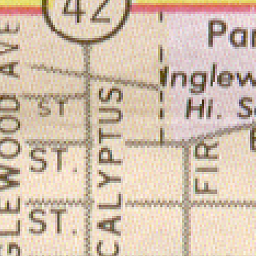 42
Par
Inglew
Hi. S
ST
ST.
ST.
GLEWOOD AVE
CALYPTUS
FIR